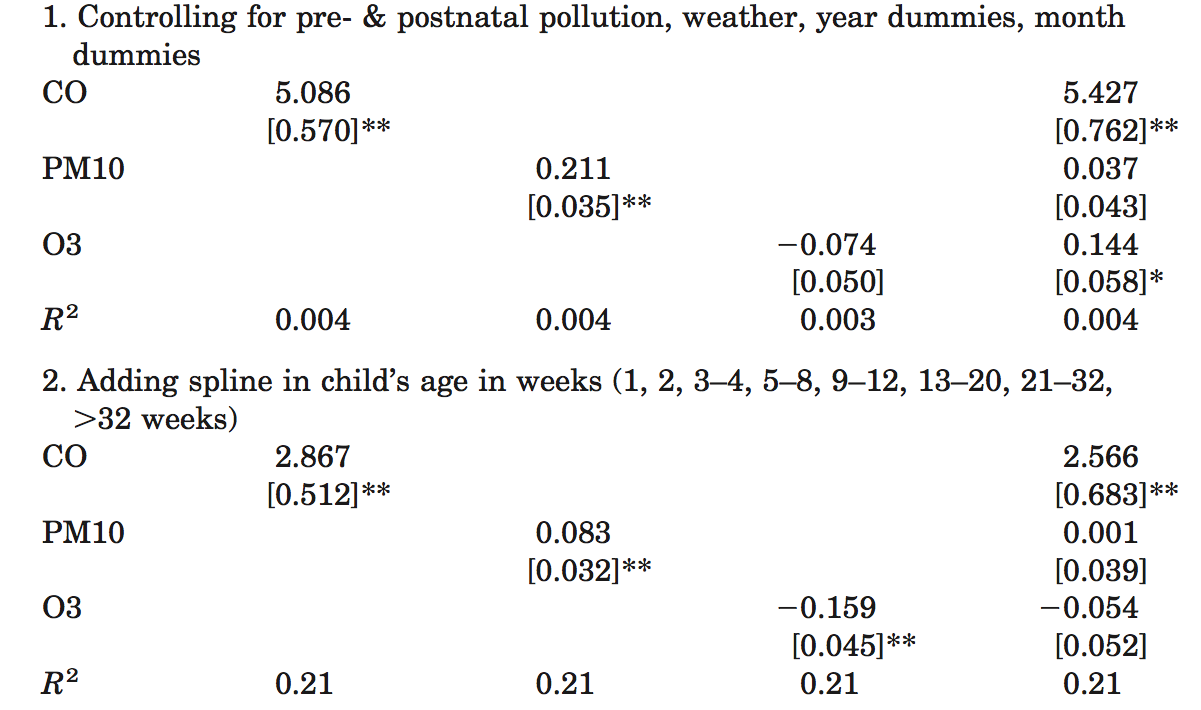 1. Controlling for pre- & postnatal pollution, weather, year dummies, month
dummies
CO 5.086 5.427
[0.570]** [0.762]**
PM10 0.211 0.037
[0.035]** [0.043]
O3 −0.074 0.144
[0.050] [0.058]*
R² 0.004 0.004 0.003 0.004
2. Adding spline in child’s age in weeks (1, 2, 3–4, 5–8, 9–12, 13–20, 21–32,
>32 weeks)
CO 2.867 2.566
[0.512]** [0.683]**
PM10 0.083 0.001
[0.032]** [0.039]
O3 −0.159 −0.054
[0.045]** [0.052]
R² 0.21 0.21 0.21 0.21